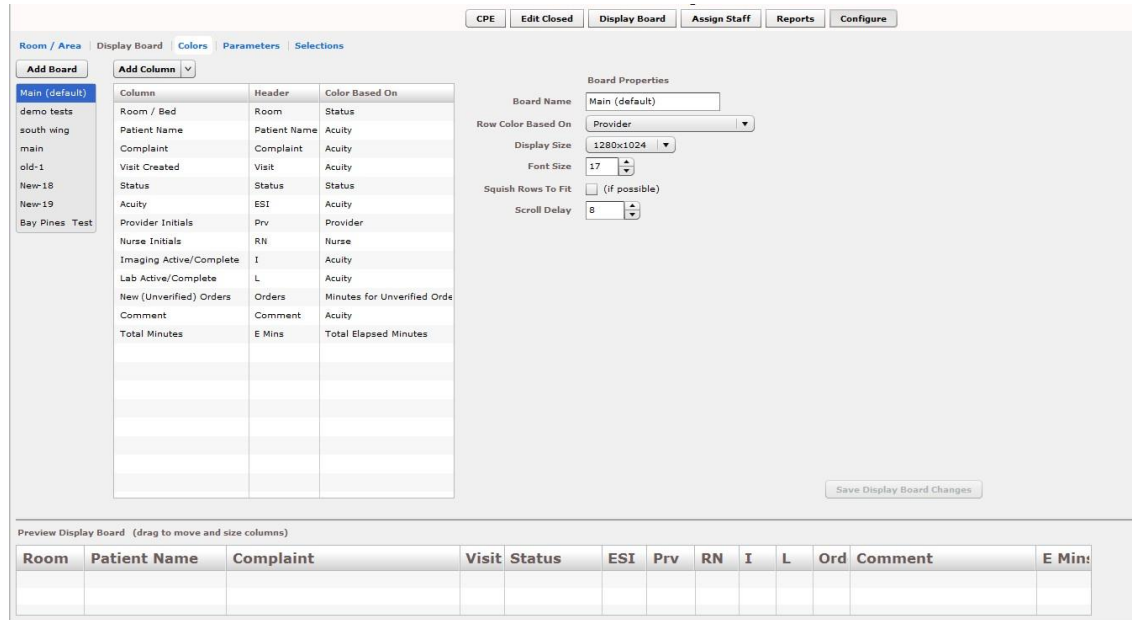 CPE Edit Closed Display Board Assign Staff Reports Configure
Room / Area Display Board Colors Parameters Selections
Add Board Add Column
Main (default)
demo tests
south wing
main
old-1
New-18
New-19
Bay Pines Test
Column Header Color Based On
Room / Bed Room Status
Patient Name Patient Name Acuity
Complaint Complaint Acuity
Visit Created Visit Acuity
Status Status Status
Acuity ESI Acuity
Provider Initials Prv Provider
Nurse Initials RN Nurse
Imaging Active/Complete I Acuity
Lab Active/Complete L Acuity
New (Unverified) Orders Orders Minutes for Unverified Orde
Comment Comment Acuity
Total Minutes E Mins Total Elapsed Minutes
Board Properties
Board Name Main (default)
Row Color Based On Provider
Display Size 1280x1024
Font Size 17
Squish Rows To Fit (if possible)
Scroll Delay 8
Save Display Board Changes
Preview Display Board (drag to move and size columns)
Room Patient Name Complaint Visit Status ESI Prv RN I L Ord Comment E Mins